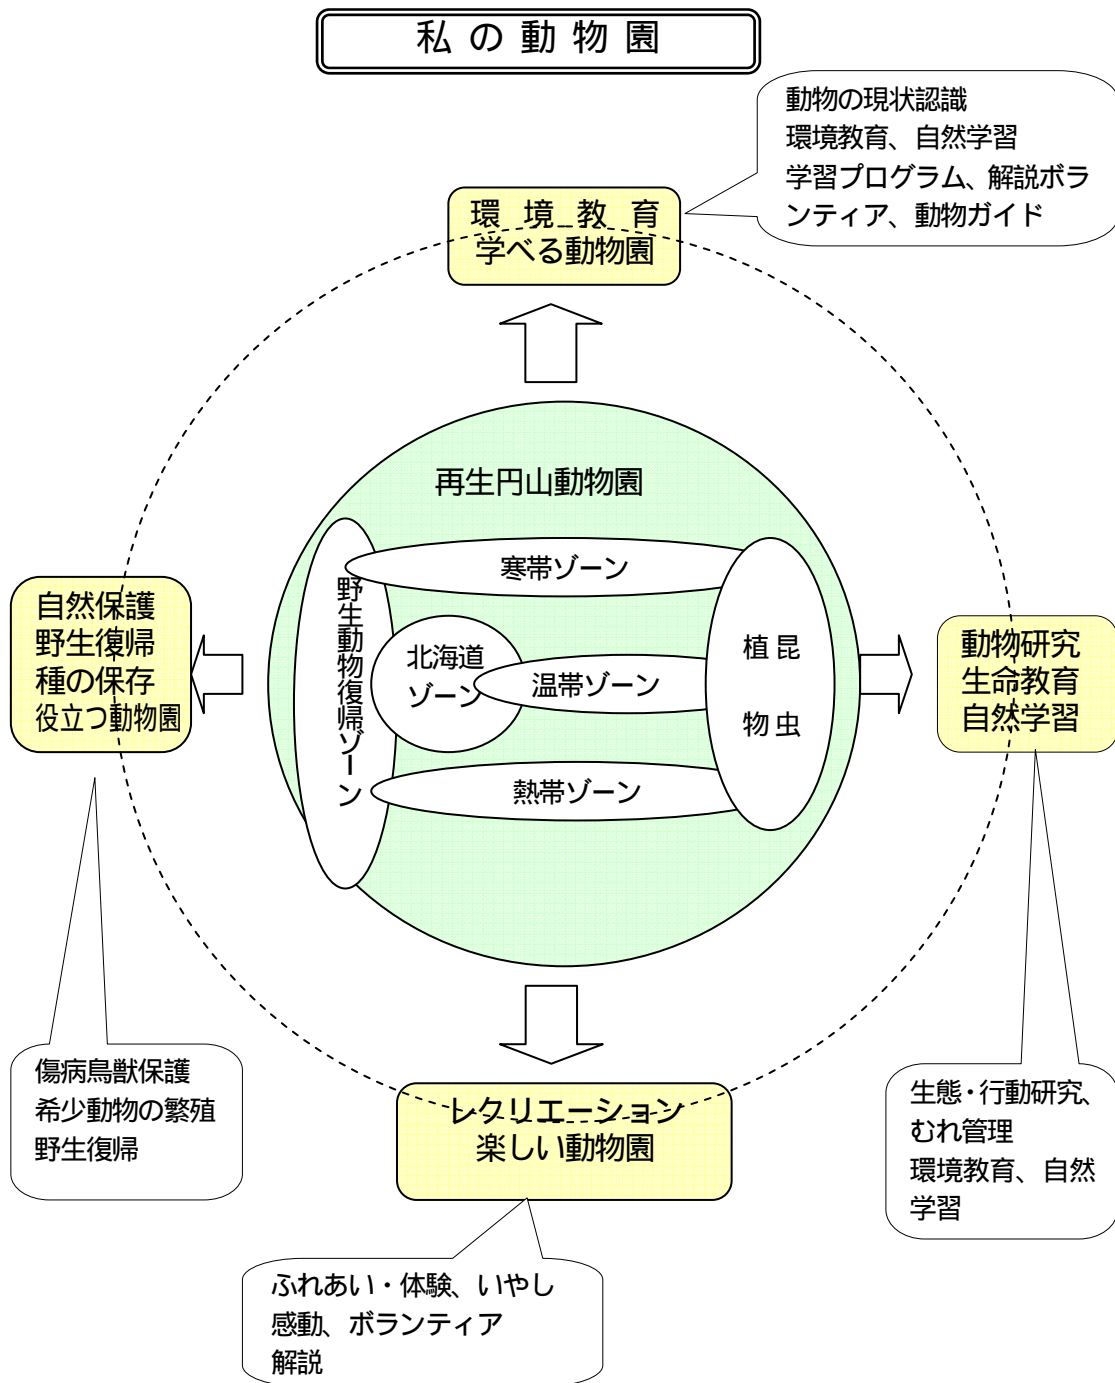 私の動物園
動物の現状認識
環境教育、自然学習
学習プログラム、解説ボラ
ンティア、動物ガイド
環境教育
学べる動物園
再生円山動物園
寒帯ゾーン
野生動物復帰ゾーン
北海道
ゾーン
温帯ゾーン
熱帯ゾーン
植物
昆虫
自然保護
野生復帰
種の保存
役立つ動物園
動物研究
生命教育
自然学習
傷病鳥獣保護
希少動物の繁殖
野生復帰
レクリエーション
楽しい動物園
生態・行動研究、
むれ管理
環境教育、自然
学習
ふれあい・体験、いやし
感動、ボランティア
解説